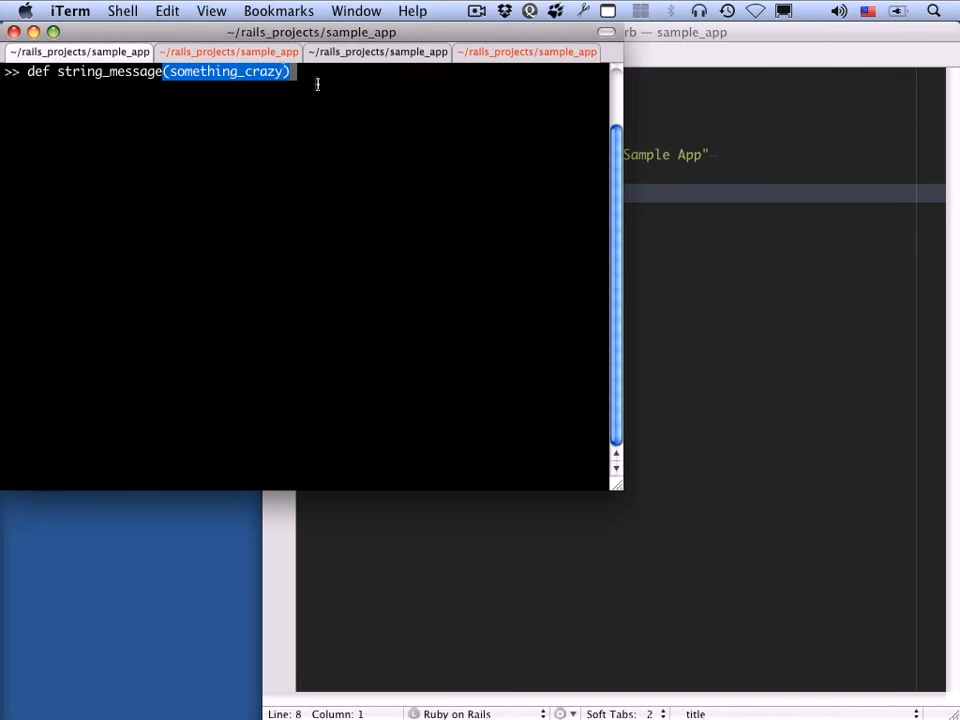 iTerm Shell Edit View Bookmarks Window Help
~/rails_projects/sample_app
rb — sample_app
~/rails_projects/sample_app ~/rails_projects/sample_app ~/rails_projects/sample_app ~/rails_projects/sample_app
>> def string_message(something_crazy)
Sample App"
Line: 8 Column: 1 Ruby on Rails Soft Tabs: 2 title